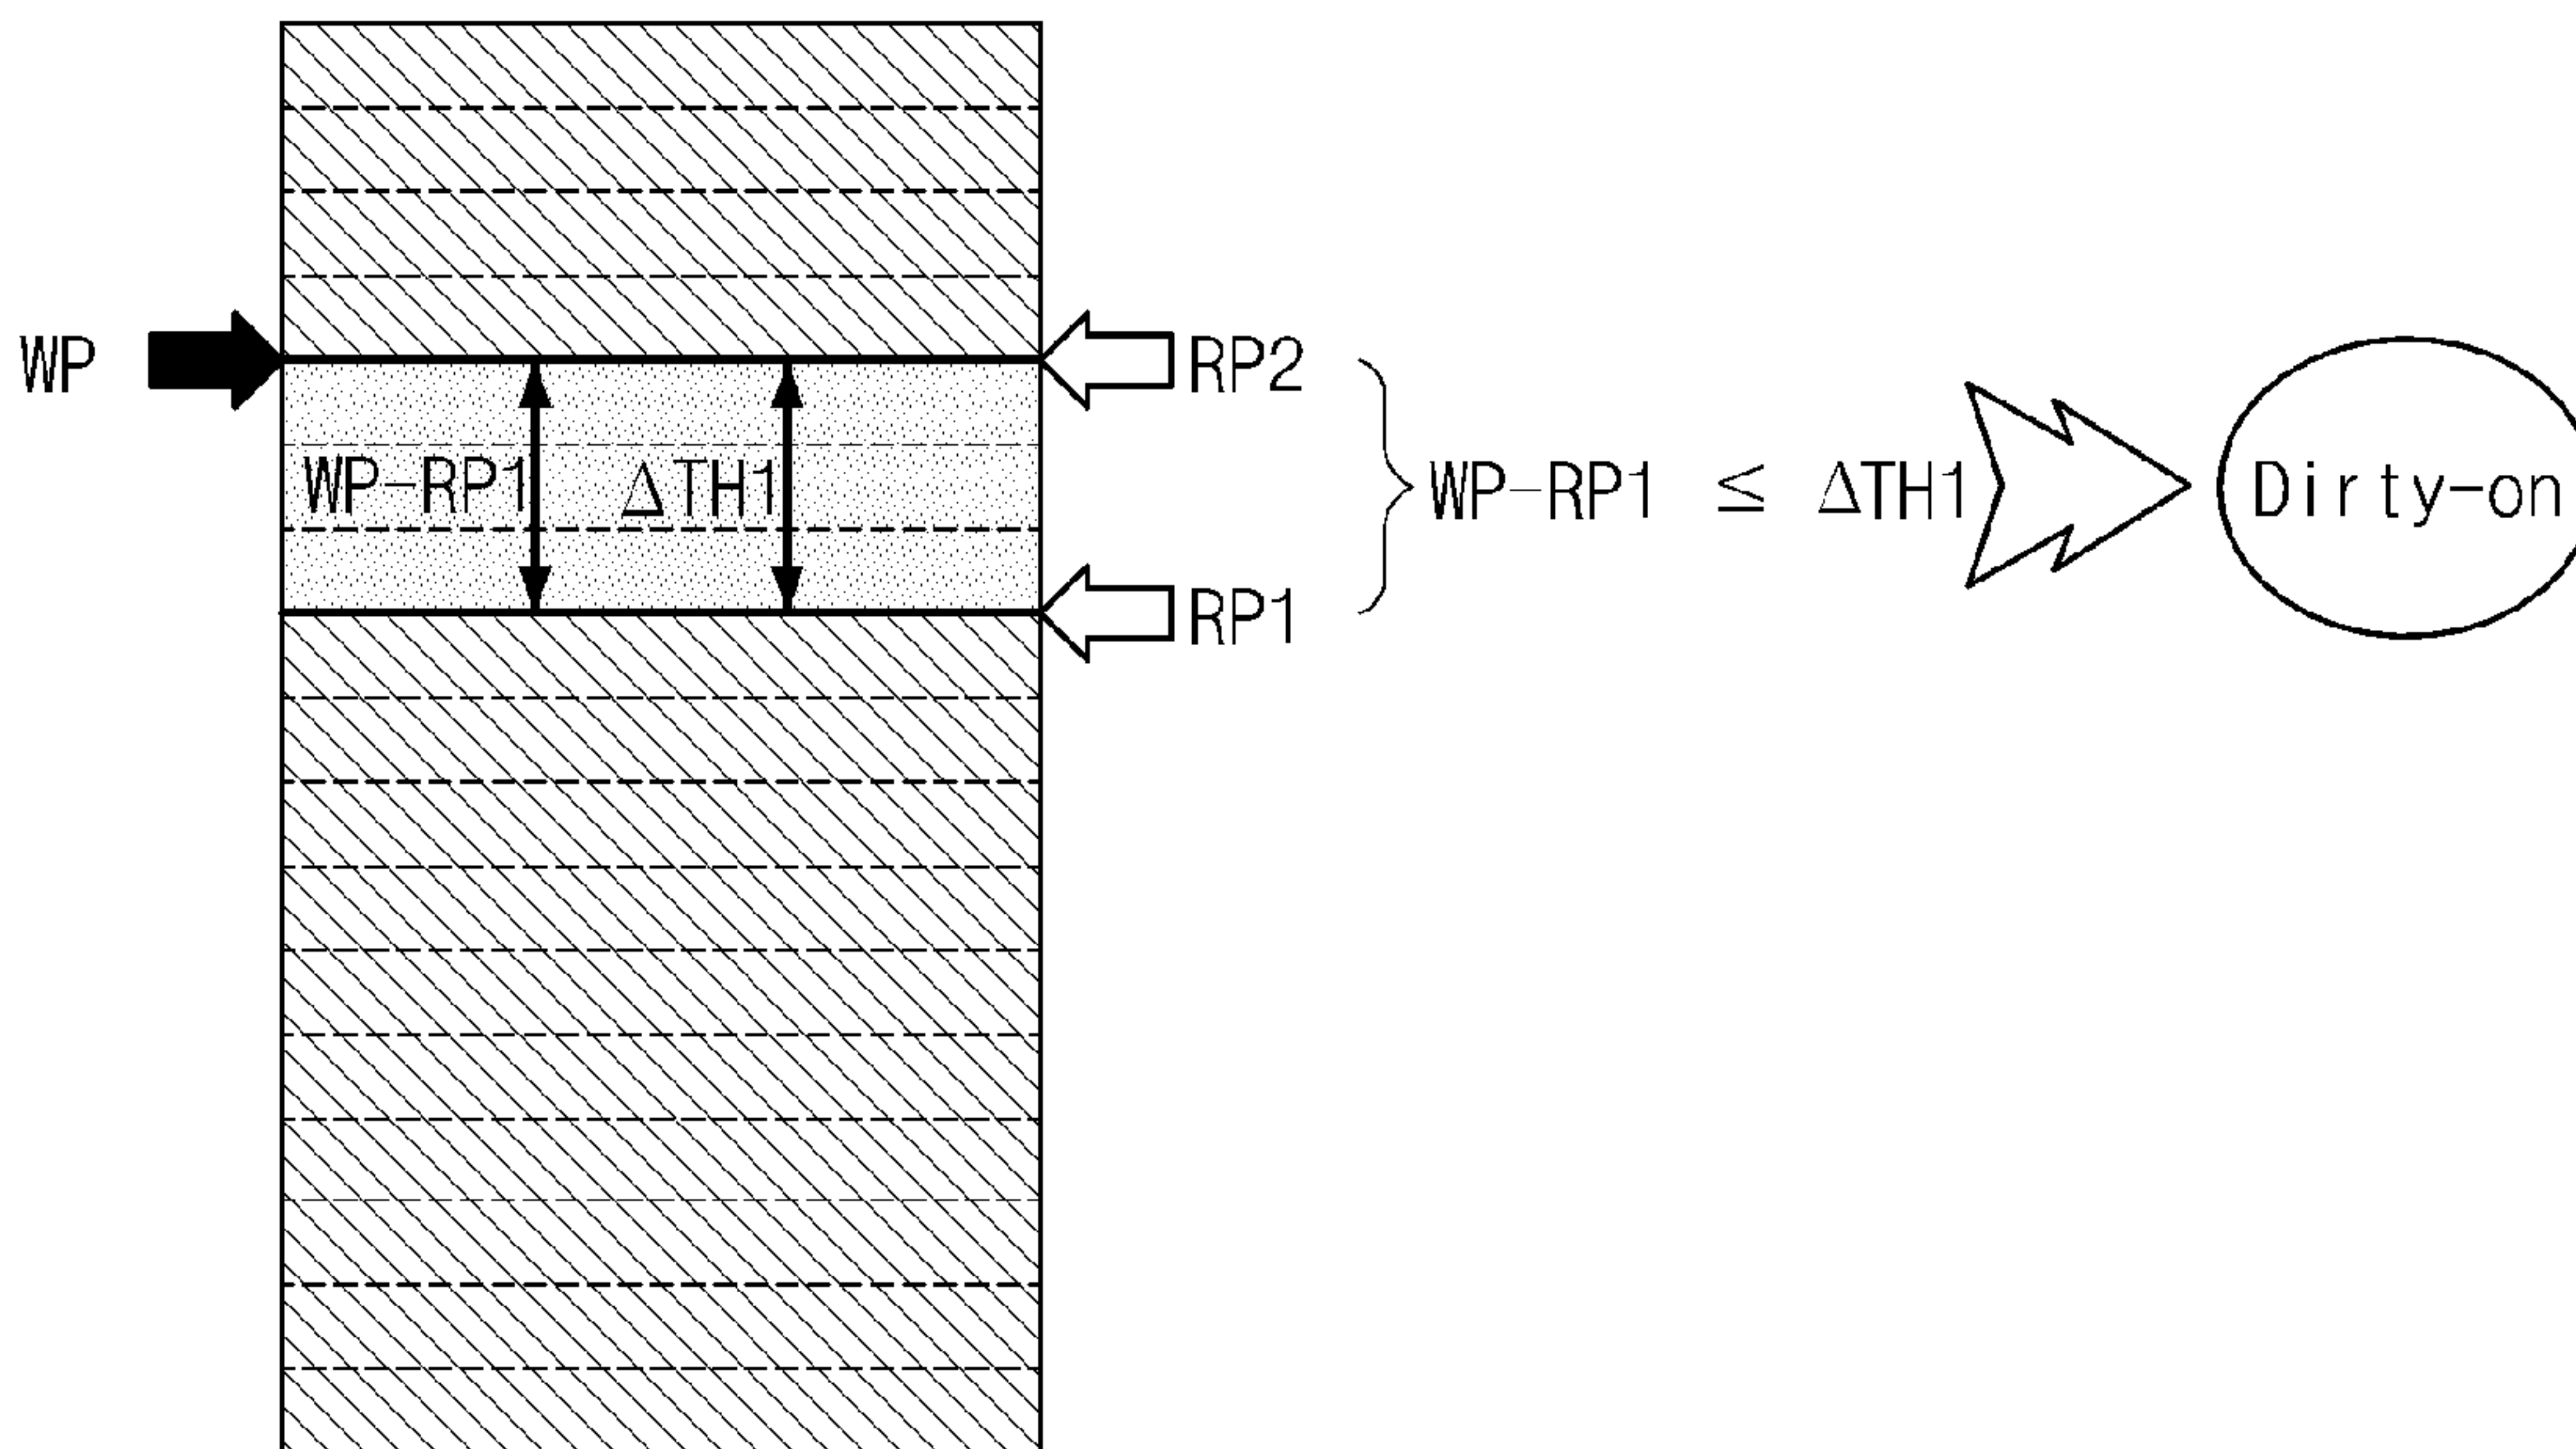 WP
RP2
WP-RP1
ΔTH1
WP-RP1 ≤ ΔTH1
Dirty-on
RP1